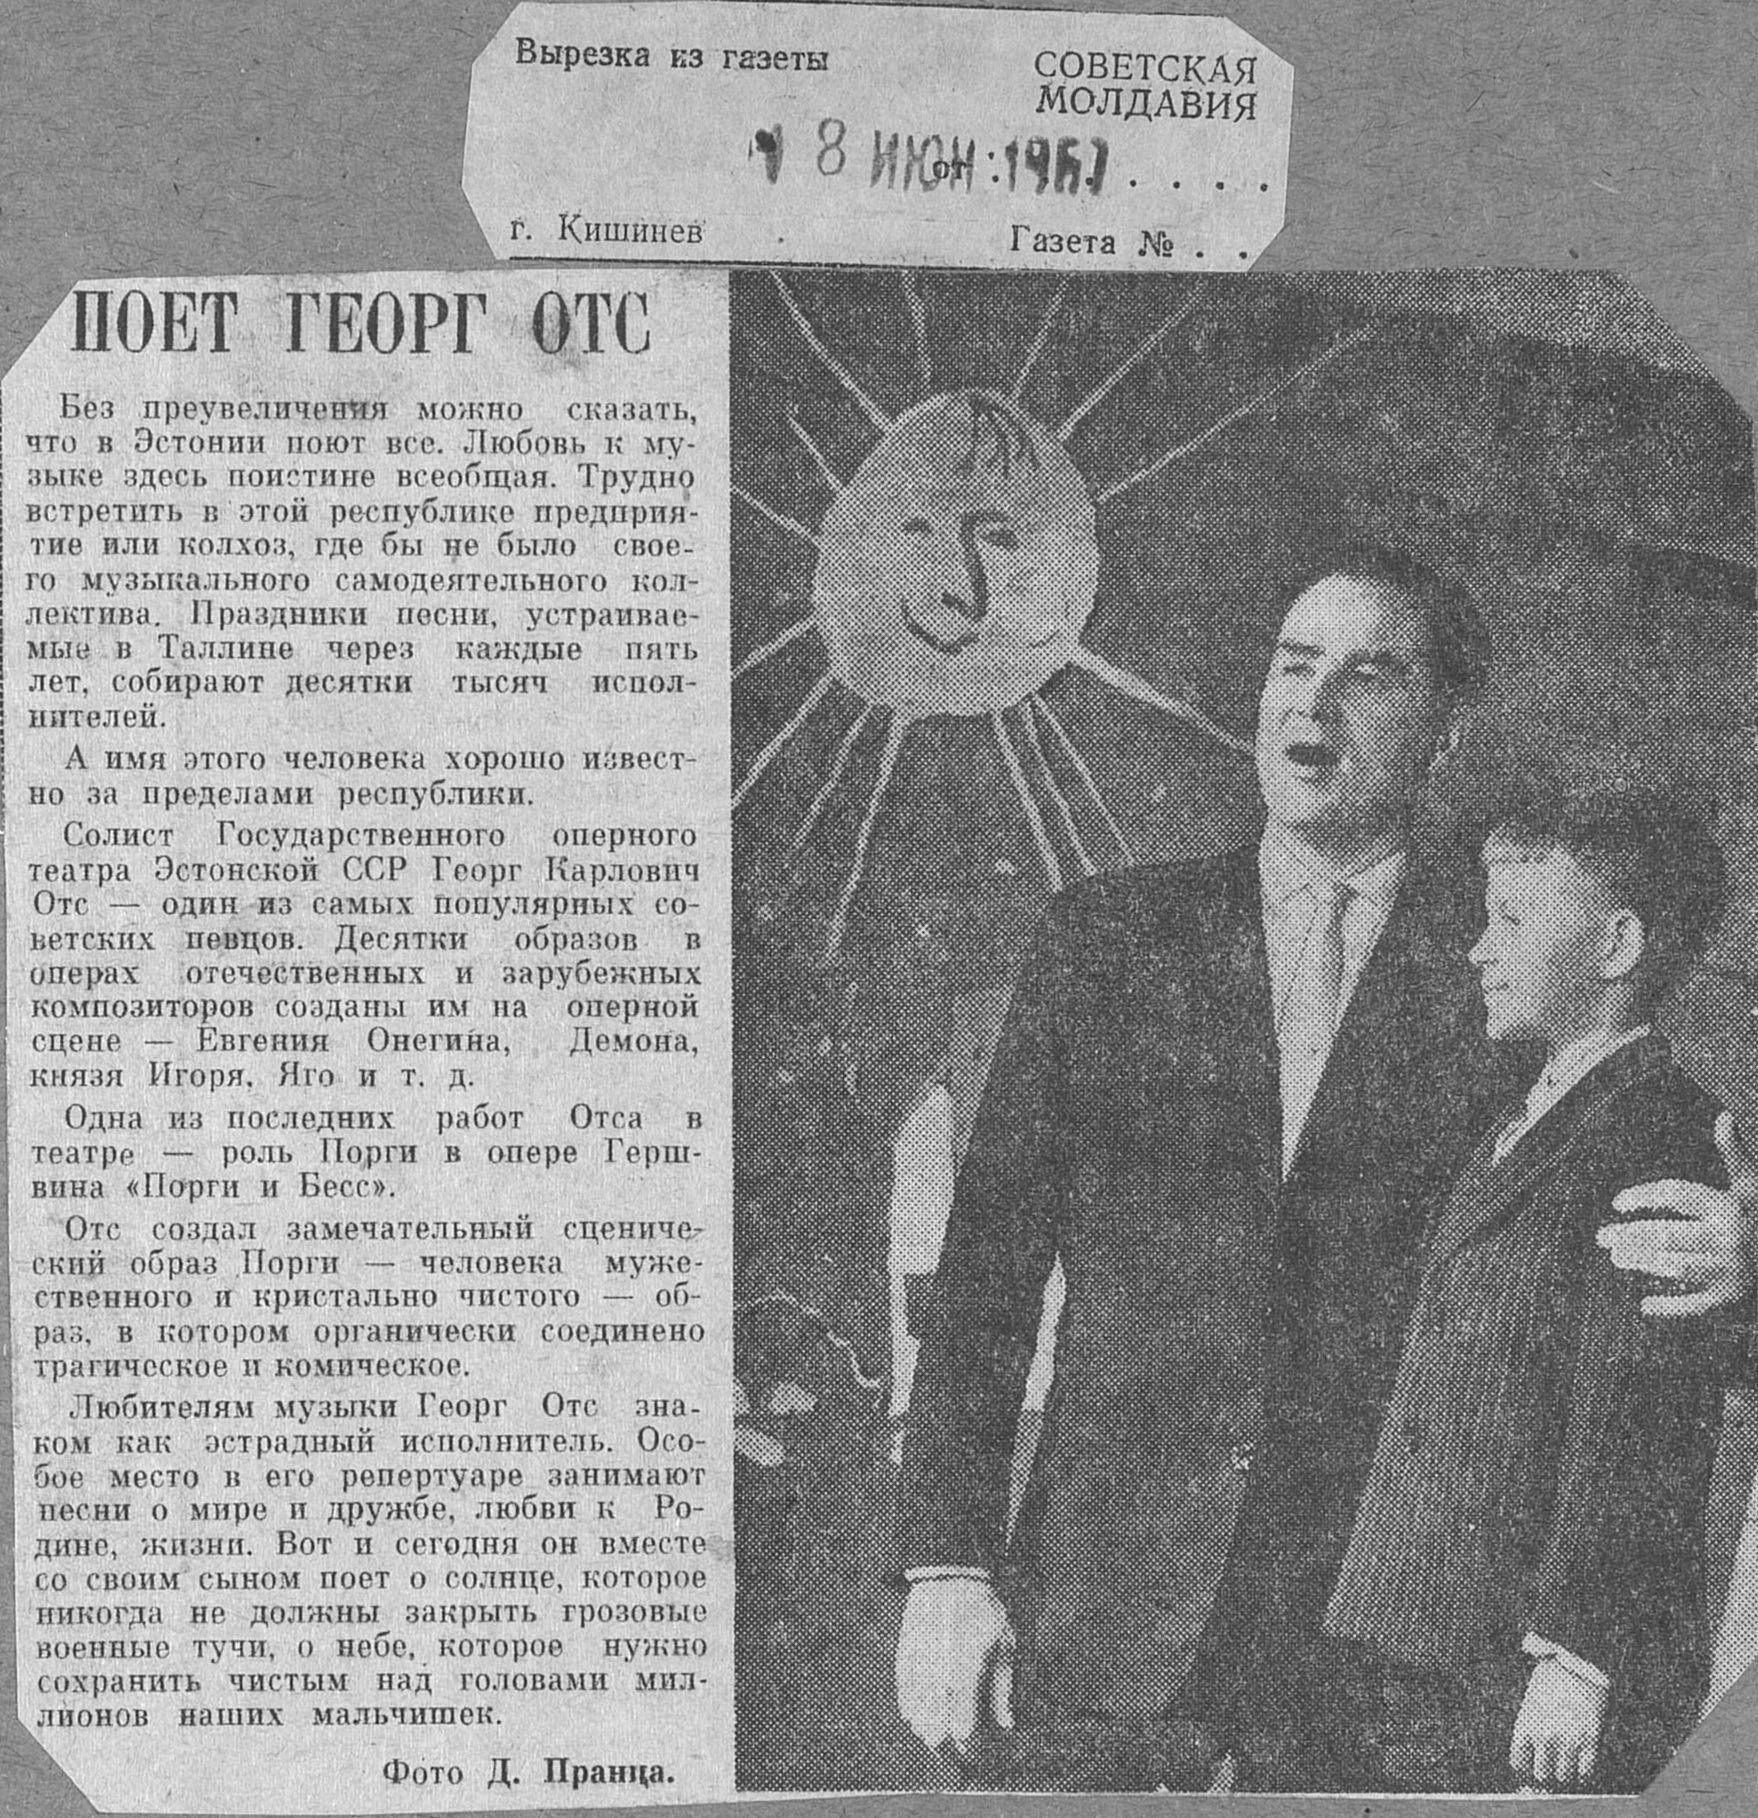 Вырезка из газеты
СОВЕТСКАЯ
МОЛДАВИЯ
18 ИЮН 1967
от
г. Кишинев
Газета № . .
ПОЕТ ГЕОРГ ОТС
Без преувеличения можно сказать,
что в Эстонии поют все. Любовь к му-
зыке здесь поистине всеобщая. Трудно
встретить в этой республике предприя-
тие или колхоз, где бы не было свое-
го музыкального самодеятельного кол-
лектива. Праздники песни, устраивае-
мые в Таллине через каждые пять
лет, собирают десятки тысяч испол-
нителей.
А имя этого человека хорошо извест-
но за пределами республики.
Солист Государственного оперного
театра Эстонской ССР Георг Карлович
Отс — один из самых популярных со-
ветских певцов. Десятки образов в
операх отечественных и зарубежных
композиторов созданы им на оперной
сцене — Евгения Онегина, Демона,
князя Игоря, Яго и т. д.
Одна из последних работ Отса в
театре — роль Порги в опере Герш-
вина «Порги и Бесс».
Отс создал замечательный сцениче-
ский образ Порги — человека муже-
ственного и кристально чистого — об-
раз, в котором органически соединено
трагическое и комическое.
Любителям музыки Георг Отс зна-
ком как эстрадный исполнитель. Осо-
бое место в его репертуаре занимают
песни о мире и дружбе, любви к Ро-
дине, жизни. Вот и сегодня он вместе
со своим сыном поет о солнце, которое
никогда не должны закрыть грозовые
военные тучи, о небе, которое нужно
сохранить чистым над головами мил-
лионов наших мальчишек.
Фото Д. Пранца.